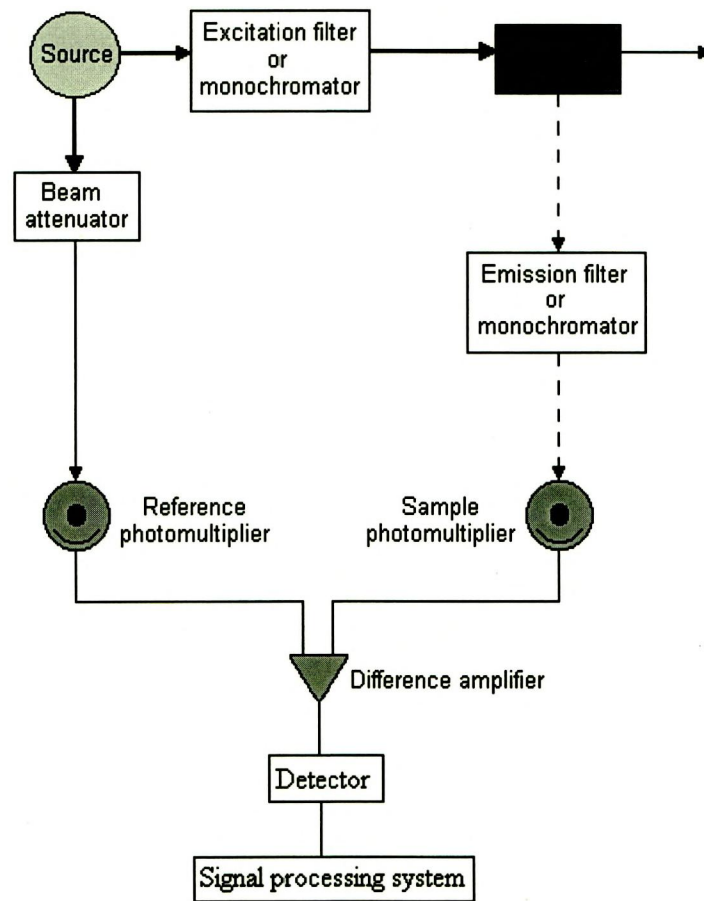 Source
Excitation filter
or
monochromator
Beam
attenuator
Emission filter
or
monochromator
Reference
photomultiplier
Sample
photomultiplier
Difference amplifier
Detector
Signal processing system